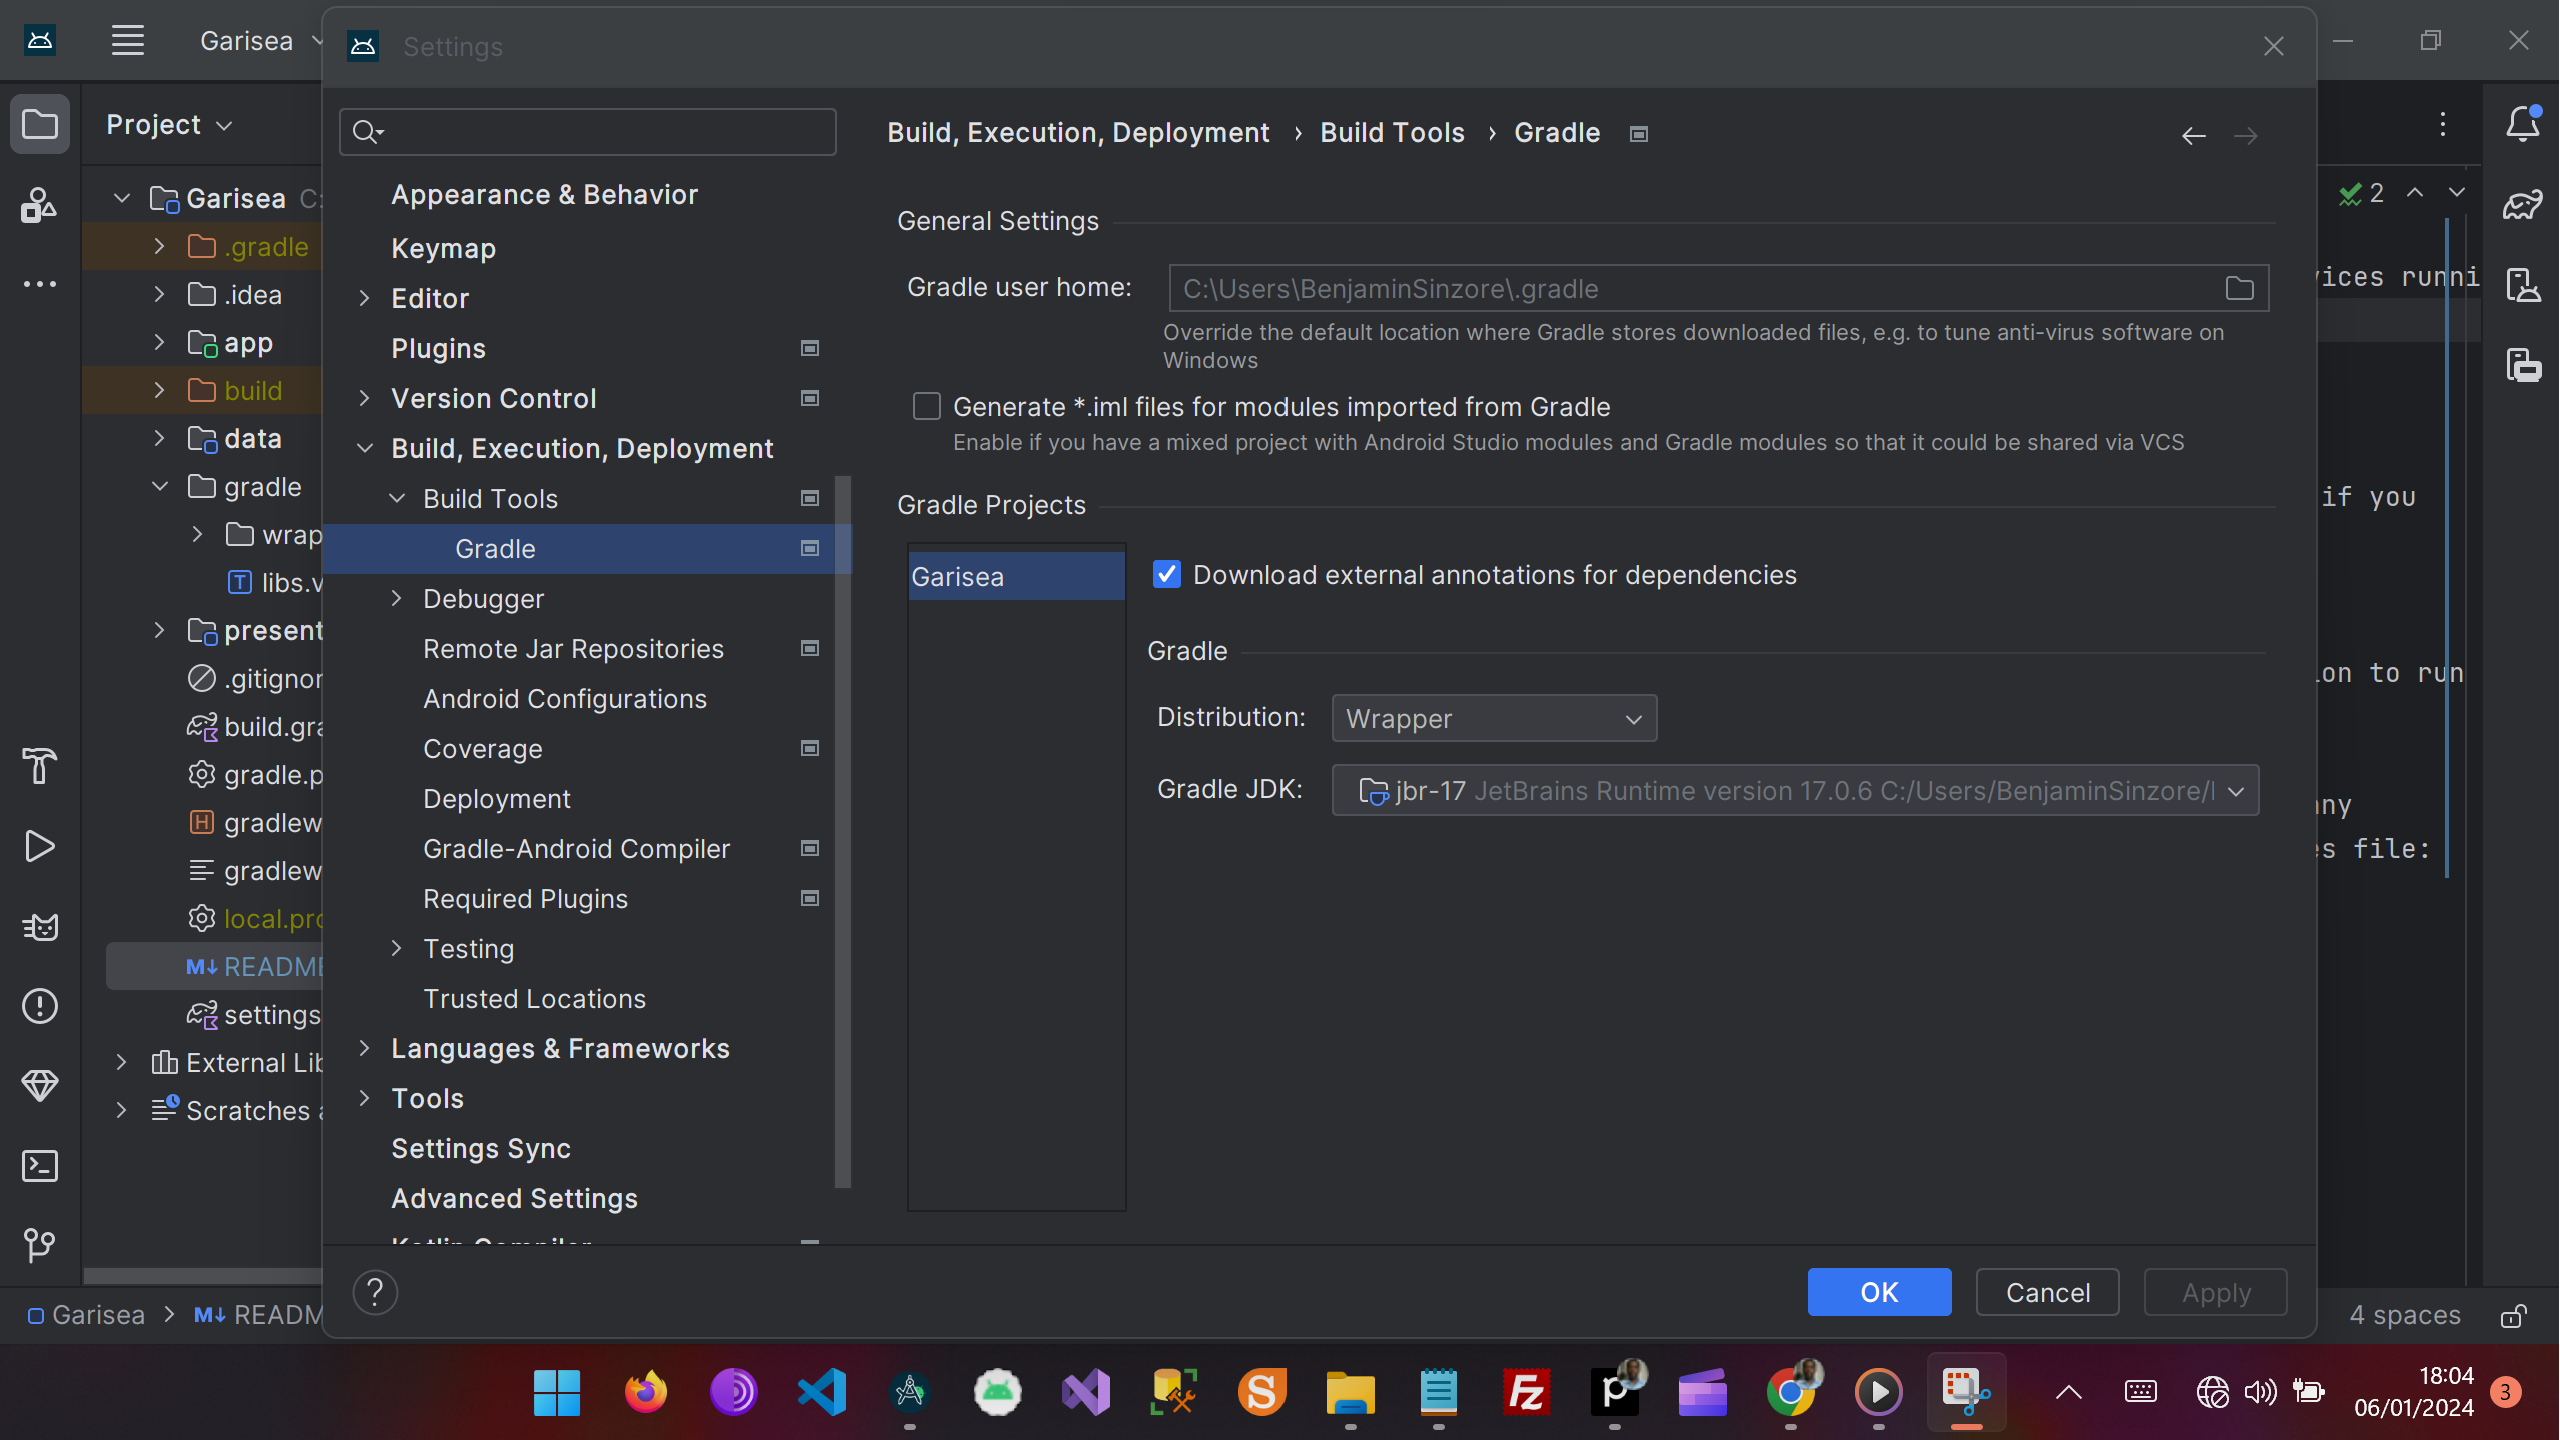 Garisea
Settings
Project
Garisea C:
.gradle
.idea
app
build
data
gradle
wrap
libs.v
present
.gitignor
build.gra
gradle.p
gradlew
gradlew
local.pro
README
settings
External Lib
Scratches a
Appearance & Behavior
Keymap
Editor
Plugins
Version Control
Build, Execution, Deployment
Build Tools
Gradle
Debugger
Remote Jar Repositories
Android Configurations
Coverage
Deployment
Gradle-Android Compiler
Required Plugins
Testing
Trusted Locations
Languages & Frameworks
Tools
Settings Sync
Advanced Settings
Kotlin Compiler
Build, Execution, Deployment › Build Tools › Gradle
General Settings
Gradle user home: C:\Users\BenjaminSinzore\.gradle
Override the default location where Gradle stores downloaded files, e.g. to tune anti-virus software on
Windows
Generate *.iml files for modules imported from Gradle
Enable if you have a mixed project with Android Studio modules and Gradle modules so that it could be shared via VCS
Gradle Projects
Garisea
Download external annotations for dependencies
Gradle
Distribution: Wrapper
Gradle JDK: jbr-17 JetBrains Runtime version 17.0.6 C:/Users/BenjaminSinzore/
? OK Cancel Apply
2
vices runni
if you
ion to run
any
es file:
Garisea > M↓ READM
4 spaces
18:04
06/01/2024
3